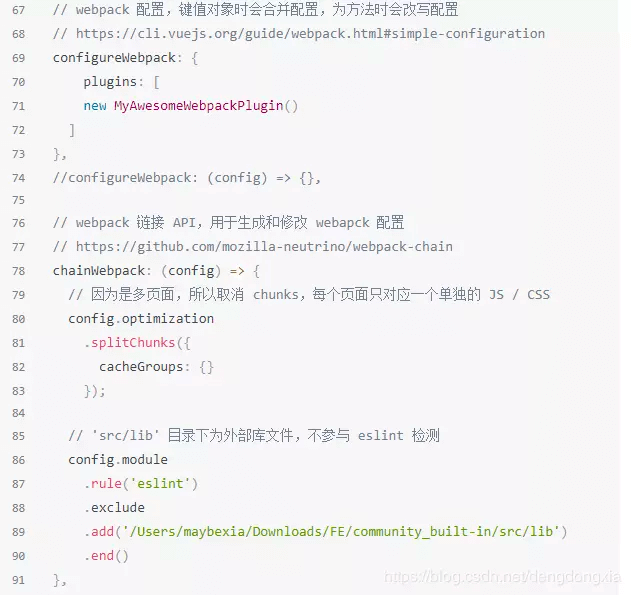 67 // webpack 配置，键值对象时会合并配置，为方法时会改写配置
68 // https://cli.vuejs.org/guide/webpack.html#simple-configuration
69 configureWebpack: {
70     plugins: [
71     new MyAwesomeWebpackPlugin()
72   ]
73 },
74 //configureWebpack: (config) => {},
75
76 // webpack 链接 API，用于生成和修改 webapck 配置
77 // https://github.com/mozilla-neutrino/webpack-chain
78 chainWebpack: (config) => {
79   // 因为是多页面，所以取消 chunks，每个页面只对应一个单独的 JS / CSS
80   config.optimization
81     .splitChunks({
82       cacheGroups: {}
83     });
84
85   // 'src/lib' 目录下为外部库文件，不参与 eslint 检测
86   config.module
87     .rule('eslint')
88     .exclude
89     .add('/Users/maybexia/Downloads/FE/community_built-in/src/lib')
90     .end()
91 },
https://blog.csdn.net/dangdongxia